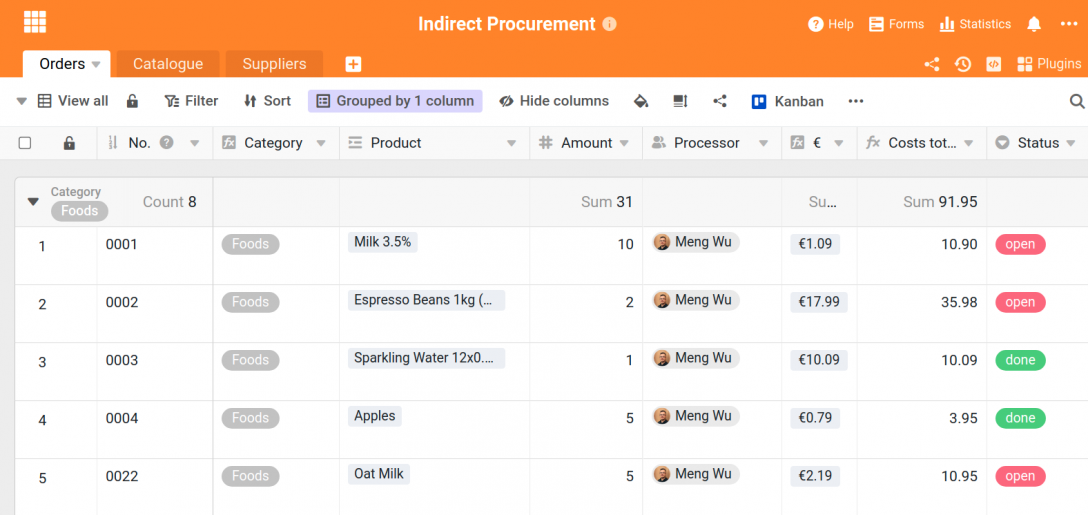 Indirect Procurement
Help Forms Statistics
Orders Catalogue Suppliers
Plugins
View all Filter Sort Grouped by 1 column Hide columns Kanban
No. Category Product Amount Processor € Costs tot... Status
Category
Foods Count 8 Sum 31 Su... Sum 91.95
1 0001 Foods Milk 3.5% 10 Meng Wu €1.09 10.90 open
2 0002 Foods Espresso Beans 1kg (... 2 Meng Wu €17.99 35.98 open
3 0003 Foods Sparkling Water 12x0.... 1 Meng Wu €10.09 10.09 done
4 0004 Foods Apples 5 Meng Wu €0.79 3.95 done
5 0022 Foods Oat Milk 5 Meng Wu €2.19 10.95 open